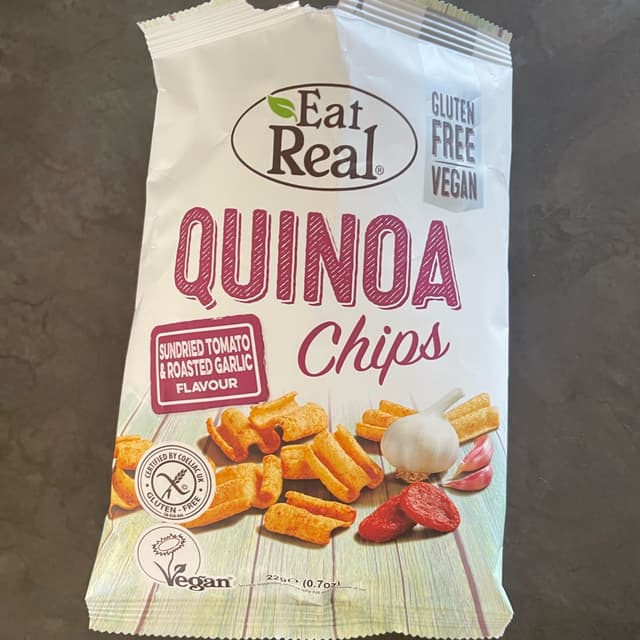 Eat
Real®
GLUTEN
FREE
VEGAN
QUINOA
Chips
SUNDRIED TOMATO
& ROASTED GARLIC
FLAVOUR
CERTIFIED BY COELIAC UK
GLUTEN-FREE
Vegan
22g℮ (0.7oz)